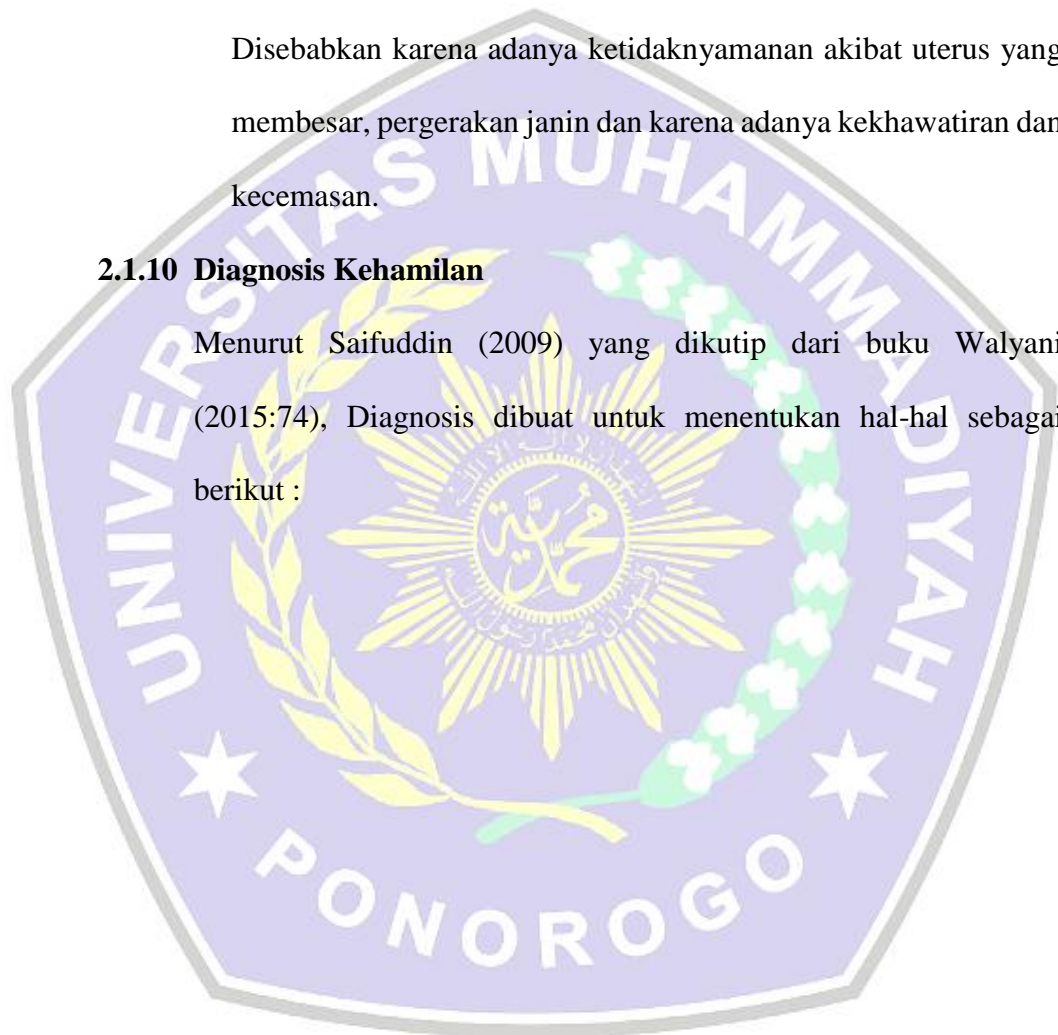 Disebabkan karena adanya ketidaknyamanan akibat uterus yang
membesar, pergerakan janin dan karena adanya kekhawatiran dan
kecemasan.
2.1.10 Diagnosis Kehamilan
Menurut Saifuddin (2009) yang dikutip dari buku Walyani
(2015:74), Diagnosis dibuat untuk menentukan hal-hal sebagai
berikut :
UNIVERSITAS MUHAMMADIYAH
PONOROGO
محمدية